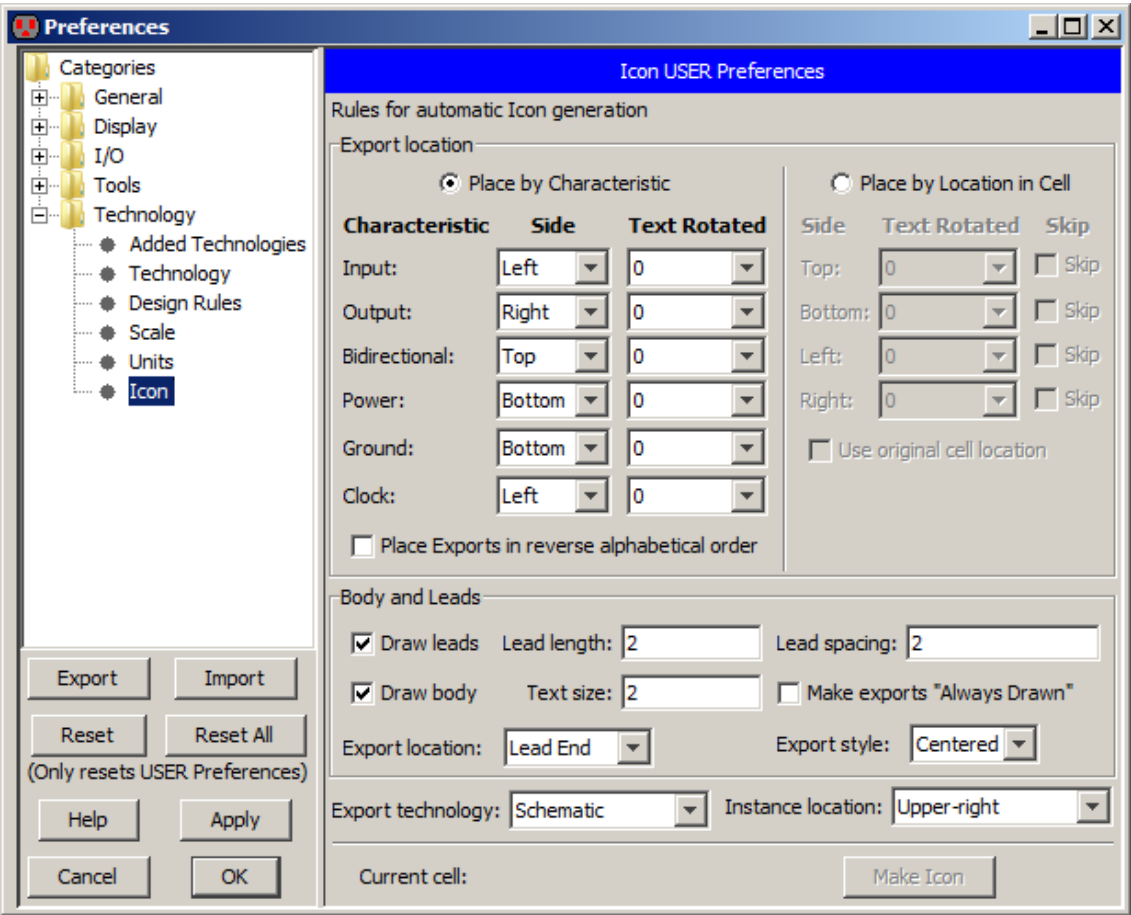 Preferences
Categories
General
Display
I/O
Tools
Technology
Added Technologies
Technology
Design Rules
Scale
Units
Icon
Export Import
Reset Reset All
(Only resets USER Preferences)
Help Apply
Cancel OK
Icon USER Preferences
Rules for automatic Icon generation
Export location
Place by Characteristic
Characteristic Side Text Rotated
Input: Left 0
Output: Right 0
Bidirectional: Top 0
Power: Bottom 0
Ground: Bottom 0
Clock: Left 0
Place Exports in reverse alphabetical order
Place by Location in Cell
Side Text Rotated Skip
Top: 0 Skip
Bottom: 0 Skip
Left: 0 Skip
Right: 0 Skip
Use original cell location
Body and Leads
Draw leads Lead length: 2 Lead spacing: 2
Draw body Text size: 2 Make exports "Always Drawn"
Export location: Lead End Export style: Centered
Export technology: Schematic Instance location: Upper-right
Current cell: Make Icon